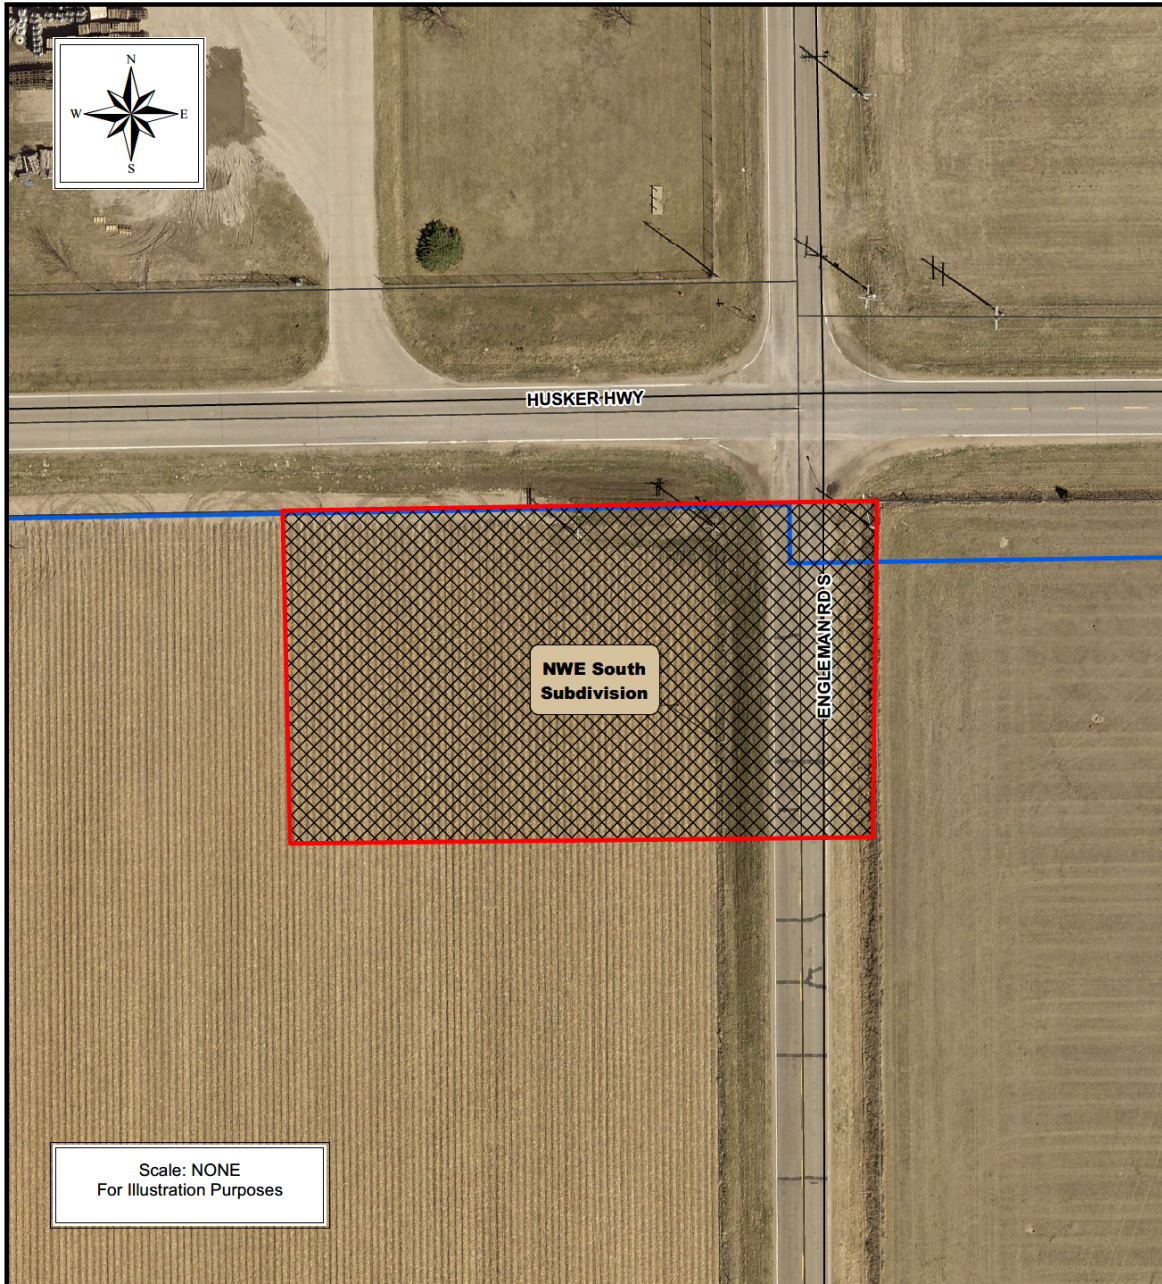 N
W E
S
HUSKER HWY
ENGLEMAN RD S
NWE South
Subdivision
Scale: NONE
For Illustration Purposes